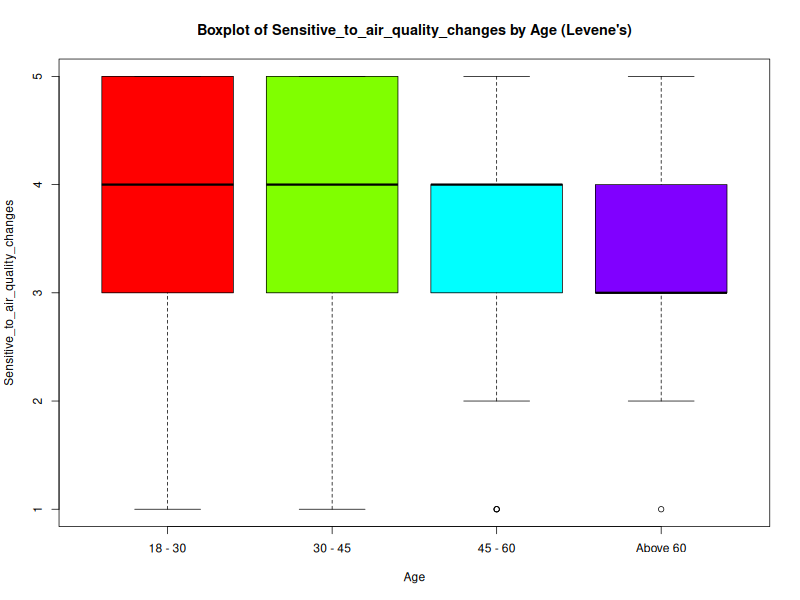 Boxplot of Sensitive_to_air_quality_changes by Age (Levene's)
Sensitive_to_air_quality_changes
5
4
3
2
1
18 - 30
30 - 45
45 - 60
Above 60
Age